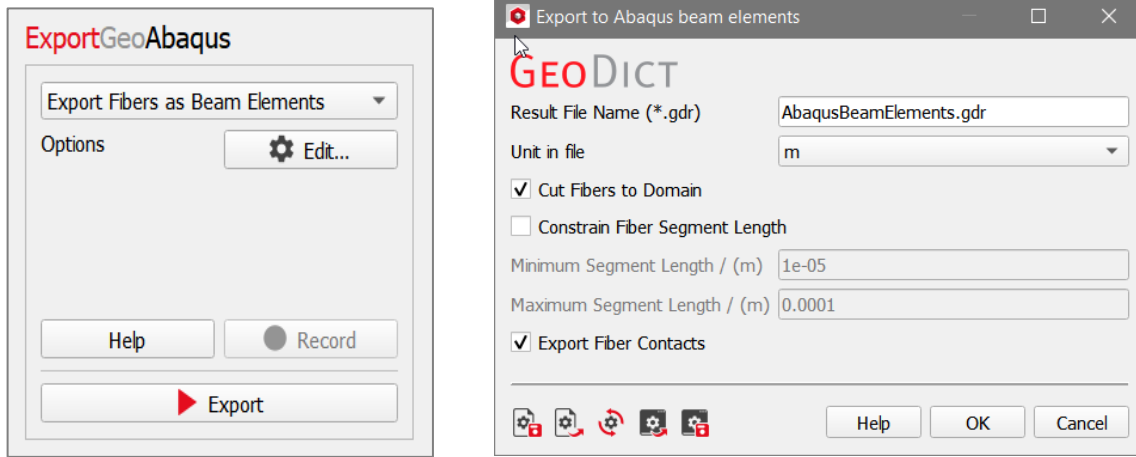 ExportGeoAbaqus
Export Fibers as Beam Elements
Options
Edit...
Help
Record
Export
Export to Abaqus beam elements
GEODICT
Result File Name (*.gdr)
AbaqusBeamElements.gdr
Unit in file
m
Cut Fibers to Domain
Constrain Fiber Segment Length
Minimum Segment Length / (m)
1e-05
Maximum Segment Length / (m)
0.0001
Export Fiber Contacts
Help
OK
Cancel